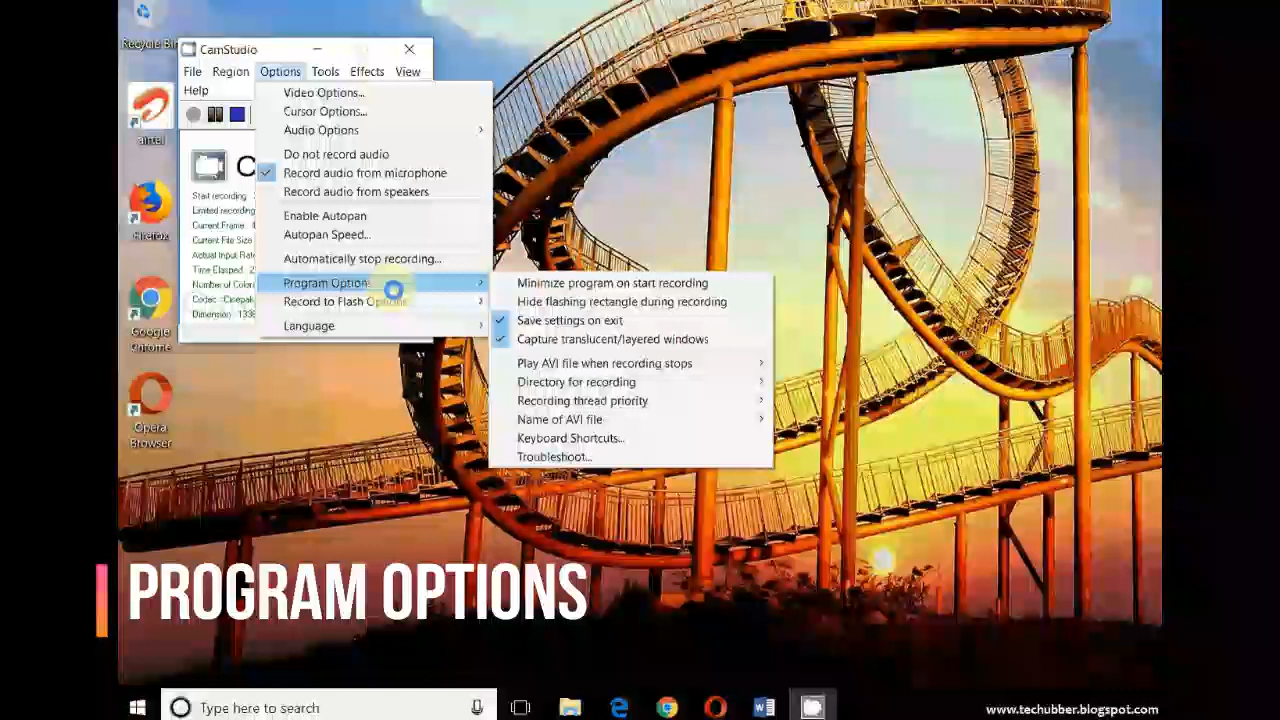 Recycle Bin
CamStudio
File Region Options Tools Effects View
Help
Video Options...
Cursor Options...
Audio Options
Do not record audio
Record audio from microphone
Record audio from speakers
Enable Autopan
Autopan Speed...
Automatically stop recording...
Program Options
Record to Flash Options
Language
Minimize program on start recording
Hide flashing rectangle during recording
Save settings on exit
Capture translucent/layered windows
Play AVI file when recording stops
Directory for recording
Recording thread priority
Name of AVI file
Keyboard Shortcuts...
Troubleshoot...
C
Start recording
Limited recording
Current Frame
Current File Size
Actual Input Rate
Time Elasped
Number of Colors
Codec : Cinepak
Dimension : 133
airtel
Firefox
Google
Chrome
Opera
Browser
PROGRAM OPTIONS
Type here to search
www.techubber.blogspot.com